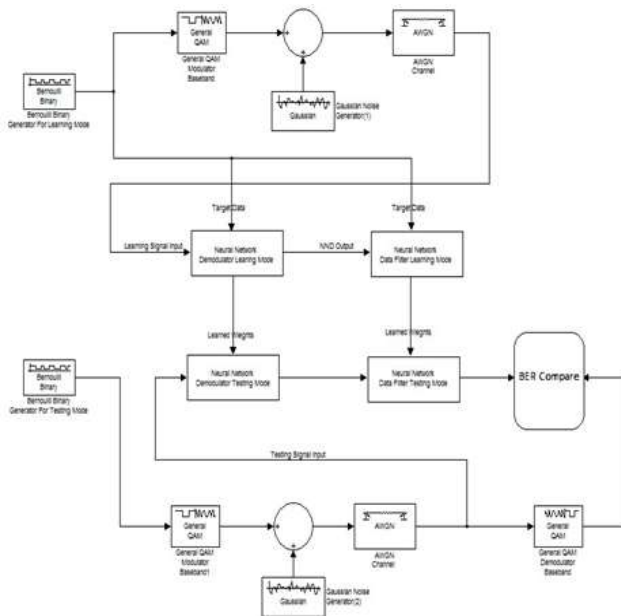 General
QAM
General QAM
Modulator
Baseband
AWGN
AWGN
Channel
Bernoulli
Binary
Bernoulli Binary
Generator For Learning Mode
Gaussian
Gaussian Noise
Generator(1)
Target Data
Target Data
Learning Signal Input
Neural Network
Demodulator Learning Mode
NND Output
Neural Network
Data Filter Learning Mode
Learned Weights
Learned Weights
Bernoulli
Binary
Bernoulli Binary
Generator For Testing Mode
Neural Network
Demodulator Testing Mode
Neural Network
Data Filter Testing Mode
BER Compare
Testing Signal Input
General
QAM
General QAM
Modulator
Baseband1
AWGN
AWGN
Channel
General
QAM
General QAM
Demodulator
Baseband
Gaussian
Gaussian Noise
Generator(2)